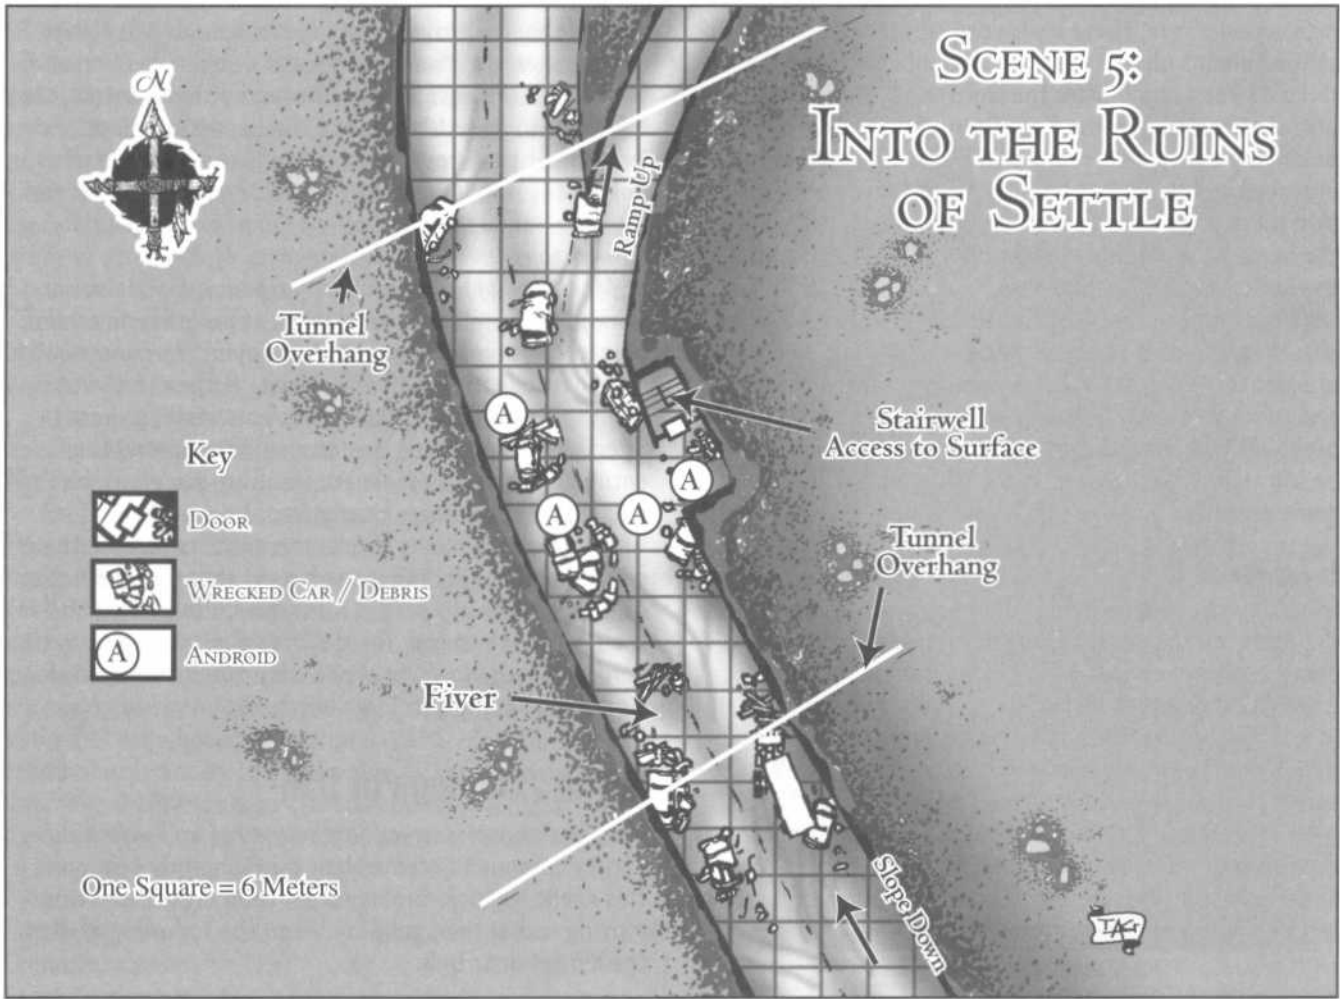 SCENE 5:
INTO THE RUINS
OF SETTLE
N
Ramp Up
Tunnel
Overhang
Stairwell
Access to Surface
Key
DOOR
WRECKED CAR / DEBRIS
A
ANDROID
A
A
A
A
Tunnel
Overhang
Fiver
One Square = 6 Meters
Slope Down